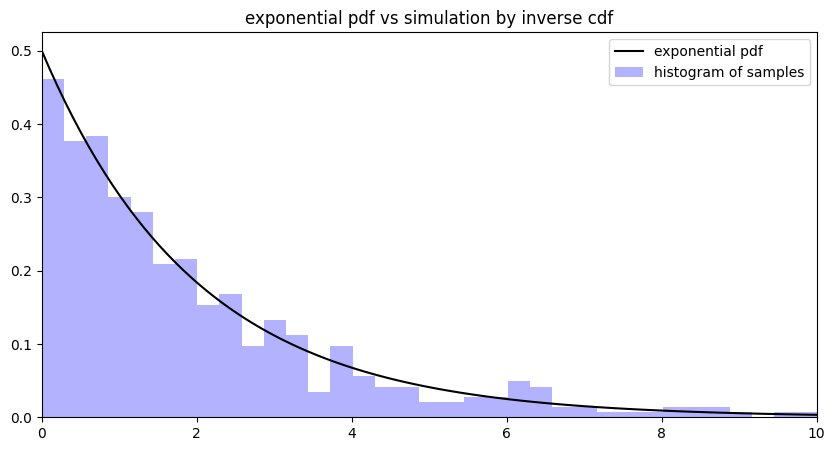 exponential pdf vs simulation by inverse cdf
exponential pdf
histogram of samples
0.5
0.4
0.3
0.2
0.1
0.0
0 2 4 6 8 10